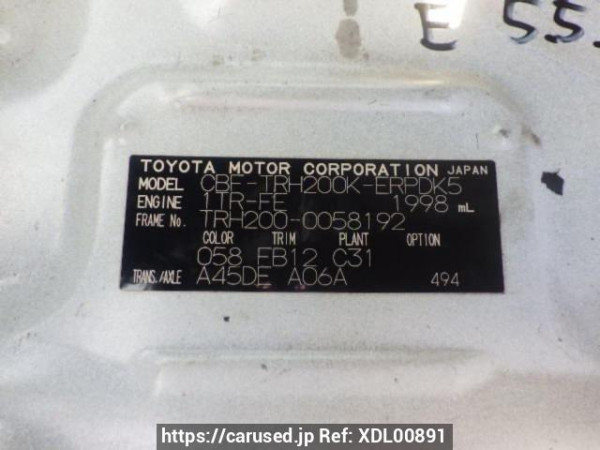 E 55
TOYOTA MOTOR CORPORATION JAPAN
MODEL CBF-TRH200K-ERPDK5
ENGINE 1TR-FE 1998 mL
FRAME No. TRH200-0058192
COLOR TRIM PLANT OPTION
058 FB12 C31
TRANS./AXLE A45DE A06A 494
https://carused.jp Ref: XDL00891